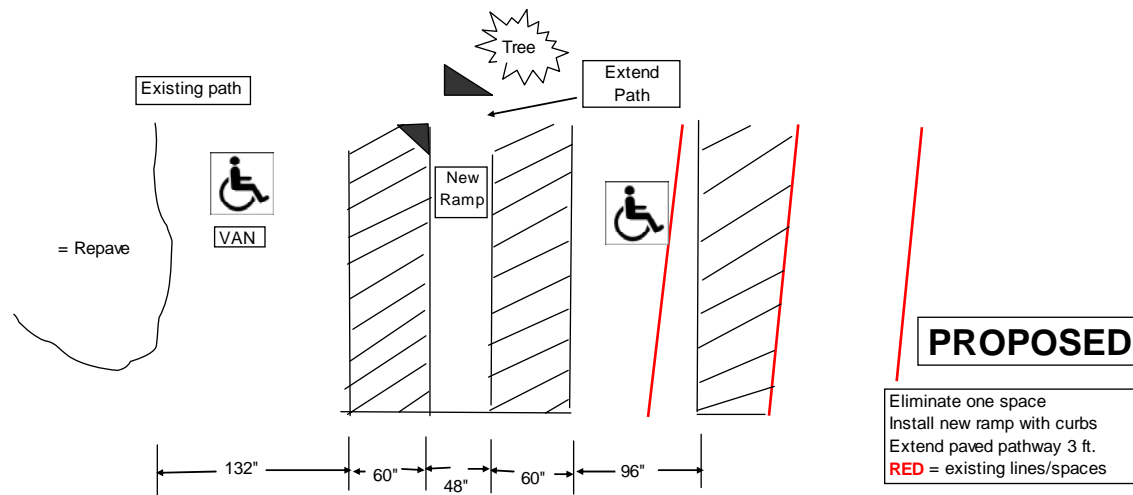 Tree
Existing path
Extend
Path
New
Ramp
VAN
= Repave
PROPOSED
Eliminate one space
Install new ramp with curbs
Extend paved pathway 3 ft.
RED = existing lines/spaces
132"
60"
48"
60"
96"